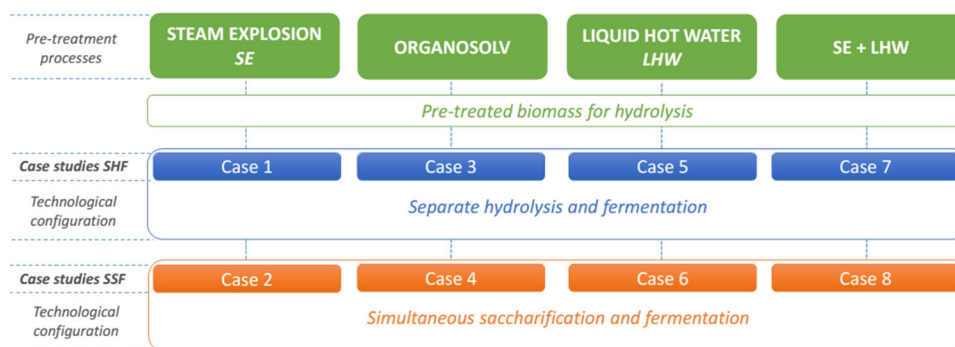 Pre-treatment
processes
STEAM EXPLOSION
SE
ORGANOSOLV
LIQUID HOT WATER
LHW
SE + LHW
Pre-treated biomass for hydrolysis
Case studies SHF
Case 1
Case 3
Case 5
Case 7
Technological
configuration
Separate hydrolysis and fermentation
Case studies SSF
Case 2
Case 4
Case 6
Case 8
Technological
configuration
Simultaneous saccharification and fermentation